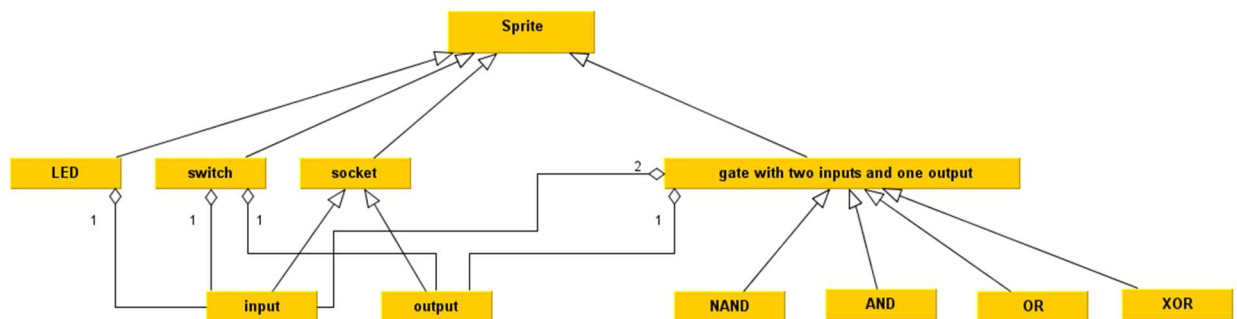 Sprite
LED
switch
socket
2
gate with two inputs and one output
1
1
1
1
input
output
NAND
AND
OR
XOR